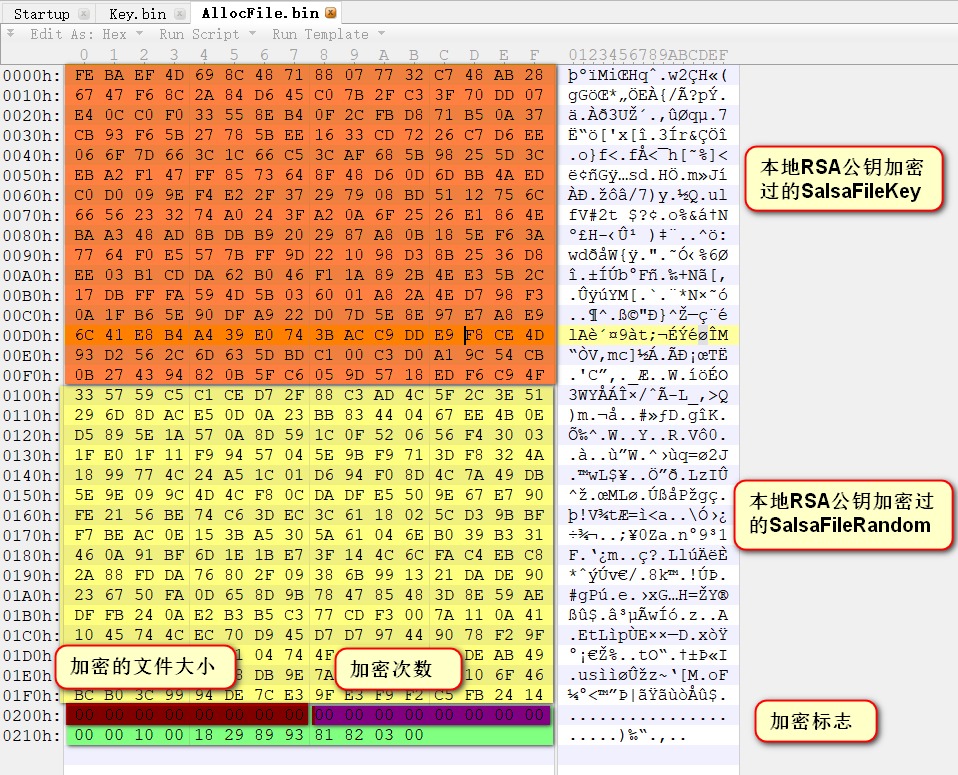 Startup Key.bin AllocFile.bin
Edit As: Hex Run Script Run Template
0 1 2 3 4 5 6 7 8 9 A B C D E F 0123456789ABCDEF
0000h: FE BA EF 4D 69 8C 48 71 88 07 77 32 C7 48 AB 28 þºïMiŒHqˆ.w2ÇH«(
0010h: 67 47 F6 8C 2A 84 D6 45 C0 7B 2F C3 3F 70 DD 07 gGöŒ*„ÖEÀ{/Ã?pÝ.
0020h: E4 0C C0 F0 33 55 8E B4 0F 2C FB D8 71 B5 0A 37 ä.Àð3UŽ´.,ûØqµ.7
0030h: CB 93 F6 5B 27 78 5B EE 16 33 CD 72 26 C7 D6 EE Ë“ö['x[î.3Ír&ÇÖî
0040h: 06 6F 7D 66 3C 1C 66 C5 3C AF 68 5B 98 25 5D 3C .o}f<.fÅ<¯h[˜%]<
0050h: EB A2 F1 47 FF 85 73 64 8F 48 D6 0D 6D BB 4A ED ë¢ñGÿ…sd.HÖ.m»Jí
0060h: C0 D0 09 9E F4 E2 2F 37 29 79 08 BD 51 12 75 6C ÀÐ.žôâ/7)y.½Q.ul
0070h: 66 56 23 32 74 A0 24 3F A2 0A 6F 25 26 E1 86 4E fV#2t $?¢.o%&á†N
0080h: BA A3 48 AD 8B DB B9 20 29 87 A8 0B 18 5E F6 3A º£H-‹Û¹ )‡¨..^ö:
0090h: 77 64 F0 E5 57 7B FF 9D 22 10 98 D3 8B 25 36 D8 wdðåW{ÿ.".˜Ó‹%6Ø
00A0h: EE 03 B1 CD DA 62 B0 46 F1 1A 89 2B 4E E3 5B 2C î.±ÍÚb°Fñ.‰+Nã[,
00B0h: 17 DB FF FA 59 4D 5B 03 60 01 A8 2A 4E D7 98 F3 .ÛÿúYM[.`.¨*N×˜ó
00C0h: 0A 1F B6 5E 90 DF A9 22 D0 7D 5E 8E 97 E7 A8 E9 ..¶^.ß©"Ð}^Ž—ç¨é
00D0h: 6C 41 E8 B4 A4 39 E0 74 3B AC C9 DD E9 F8 CE 4D lAè´¤9àt;¬ÉÝéøÎM
00E0h: 93 D2 56 2C 6D 63 5D BD C1 00 C3 D0 A1 9C 54 CB “ÒV,mc]½Á.ÃÐ¡œTË
00F0h: 0B 27 43 94 82 0B 5F C6 05 9D 57 18 ED F6 C9 4F .'C”‚._Æ..W.íöÉO
0100h: 33 57 59 C5 C1 CE D7 2F 88 C3 AD 4C 5F 2C 3E 51 3WYÅÁÎ×/ˆÃ-L_,>Q
0110h: 29 6D 8D AC E5 0D 0A 23 BB 83 44 04 67 EE 4B 0E )m.¬å..#»ƒD.gîK.
0120h: D5 89 5E 1A 57 0A 8D 59 1C 0F 52 06 56 F4 30 03 Õ‰^.W..Y..R.Vô0.
0130h: 1F E0 1F 11 F9 94 57 04 5E 9B F9 71 3D F8 32 4A .à..ù”W.^›ùq=ø2J
0140h: 18 99 77 4C 24 A5 1C 01 D6 94 F0 8D 4C 7A 49 DB .™wL$¥..Ö”ð.LzIÛ
0150h: 5E 9E 09 9C 4D 4C F8 0C DA DF E5 50 9E 67 E7 90 ^ž.œMLø.ÚßåPžgç.
0160h: FE 21 56 BE 74 C6 3D EC 3C 61 18 02 5C D3 9B BF þ!V¾tÆ=ì<a..\Ó›¿
0170h: F7 BE AC 0E 15 3B A5 30 5A 61 04 6E B0 39 B3 31 ÷¾¬..;¥0Za.n°9³1
0180h: 46 0A 91 BF 6D 1E 1B E7 3F 14 4C 6C FA C4 EB C8 F.‘¿m..ç?.LlúÄëÈ
0190h: 2A 88 FD DA 76 80 2F 09 38 6B 99 13 21 DA DE 90 *ˆýÚv€/.8k™.!ÚÞ.
01A0h: 23 67 50 FA 0D 65 8D 9B 78 47 85 48 3D 8E 59 AE #gPú.e.›xG…H=ŽY®
01B0h: DF FB 24 0A E2 B3 B5 C3 77 CD F3 00 7A 11 0A 41 ßû$.â³µÃwÍó.z..A
01C0h: 10 45 74 4C EC 70 D9 45 D7 D7 97 44 90 78 F2 9F .EtLìpÙE××—D.xòŸ
01D0h: 04 74 DE AB 49
01E0h: DB 9E 6F 46
01F0h: BC B0 3C 99 94 DE 7C E3 9F E3 F9 F2 C5 FB 24 14 ¼°<™”Þ|ãŸãùòÅû$.
0200h: 00 00 00 00 00 00 00 00 00 00 00 00 00 00 00 00 ................
0210h: 00 00 10 00 18 29 89 93 81 82 03 00 .....)‰“.‚..
本地RSA公钥加密
过的SalsaFileKey
本地RSA公钥加密过
的SalsaFileRandom
加密的文件大小
加密次数
加密标志